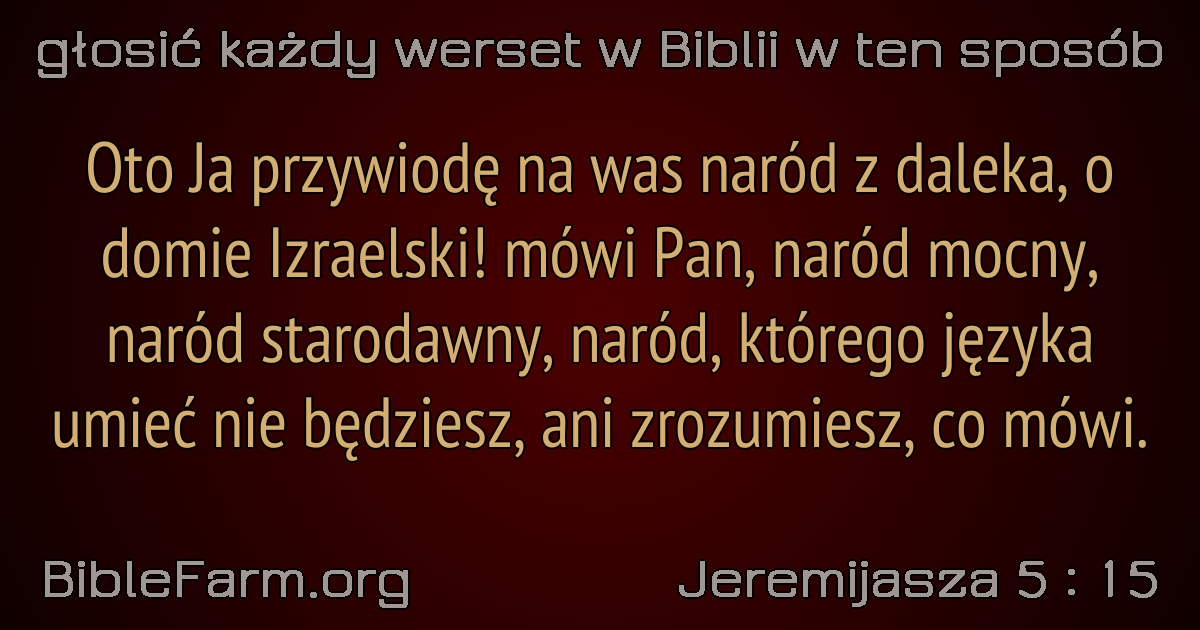 głosić każdy werset w Biblii w ten sposób
Oto Ja przywiodę na was naród z daleka, o
domie Izraelski! mówi Pan, naród mocny,
naród starodawny, naród, którego języka
umieć nie będziesz, ani zrozumiesz, co mówi.
BibleFarm.org
Jeremijasza 5 : 15